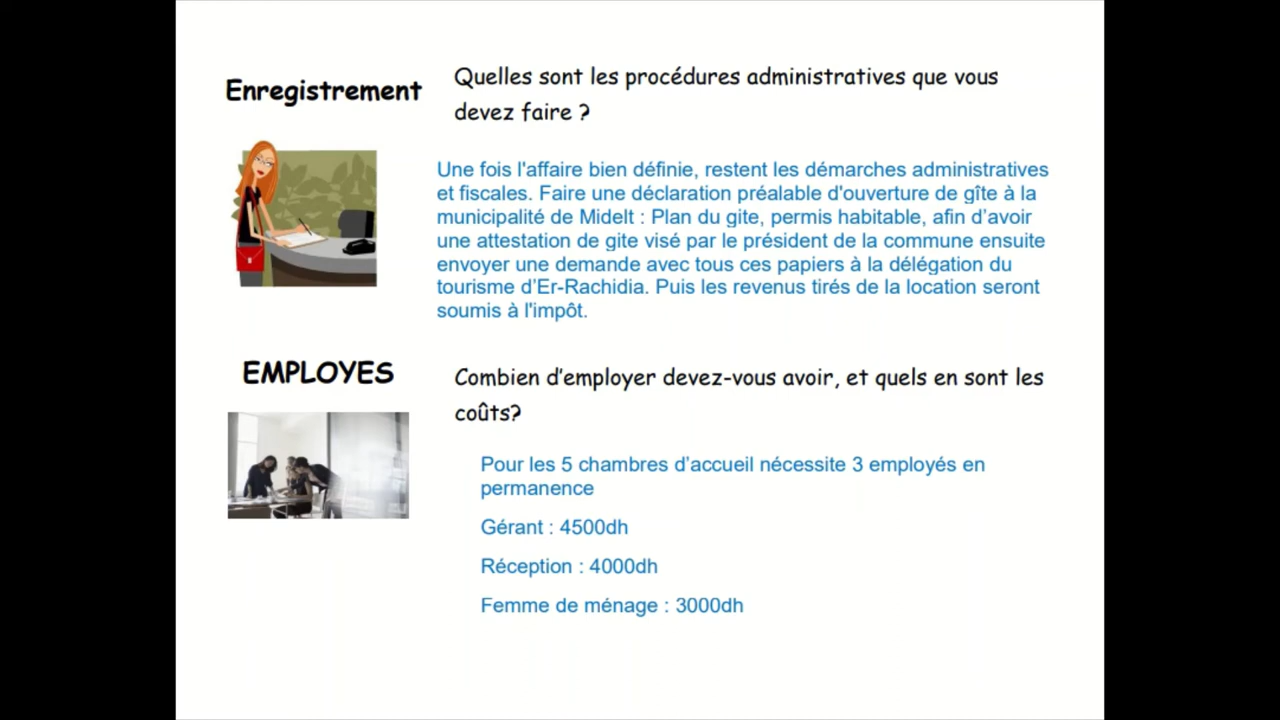 Enregistrement
Quelles sont les procédures administratives que vous
devez faire ?
Une fois l'affaire bien définie, restent les démarches administratives
et fiscales. Faire une déclaration préalable d'ouverture de gîte à la
municipalité de Midelt : Plan du gite, permis habitable, afin d’avoir
une attestation de gite visé par le président de la commune ensuite
envoyer une demande avec tous ces papiers à la délégation du
tourisme d’Er-Rachidia. Puis les revenus tirés de la location seront
soumis à l'impôt.
EMPLOYES
Combien d’employer devez-vous avoir, et quels en sont les
coûts?
Pour les 5 chambres d’accueil nécessite 3 employés en
permanence
Gérant : 4500dh
Réception : 4000dh
Femme de ménage : 3000dh